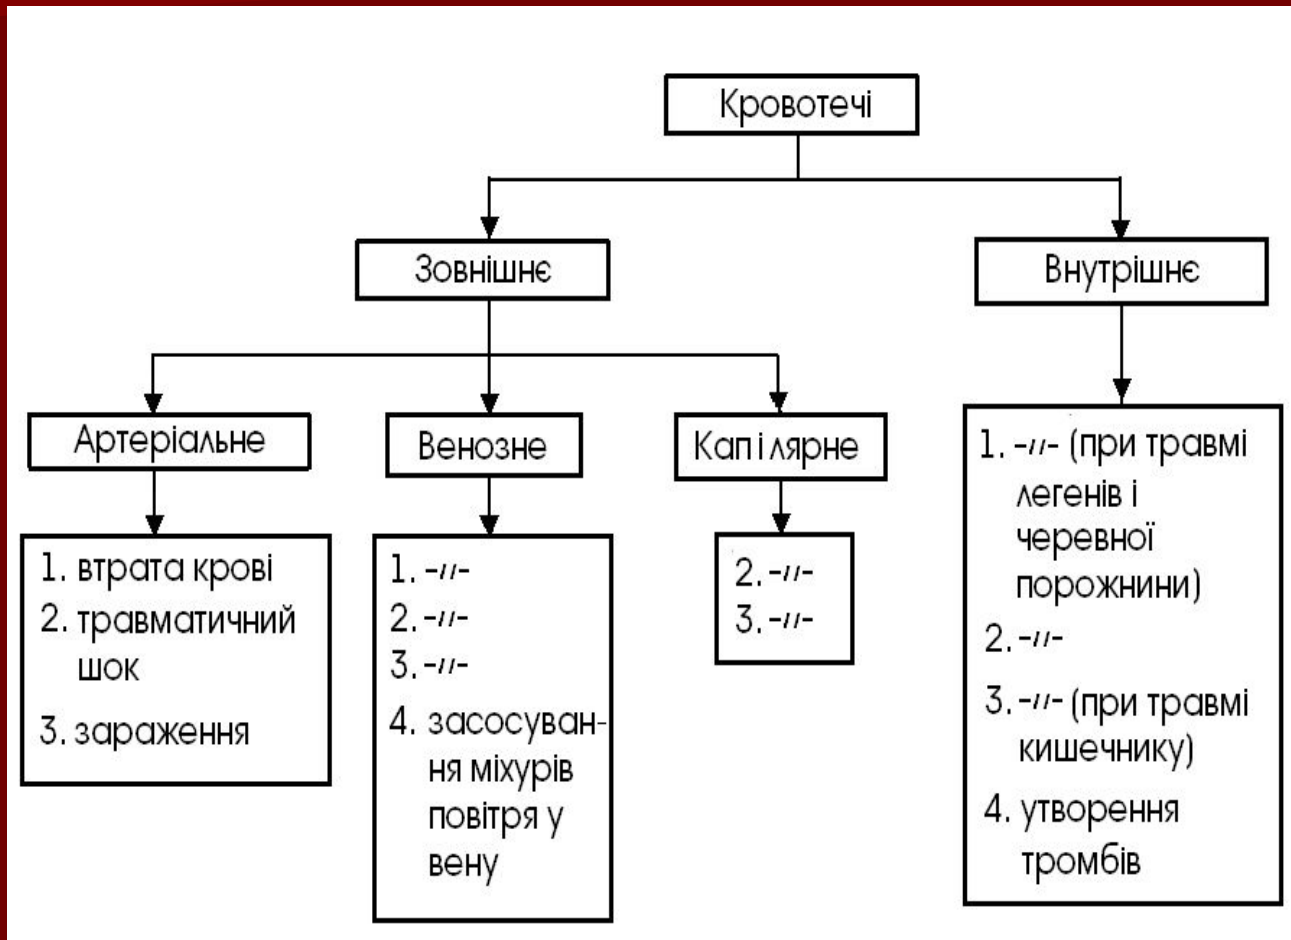 Кровотечі
Зовнішнє
Внутрішнє
Артеріальне
Венозне
Капілярне
1. втрата крові
2. травматичний
шок
3. зараження
1. -//-
2. -//-
3. -//-
4. засосуван-
ня міхурів
повітря у
вену
2. -//-
3. -//-
1. -//- (при травмі
легенів і
черевної
порожнини)
2. -//-
3. -//- (при травмі
кишечнику)
4. утворення
тромбів